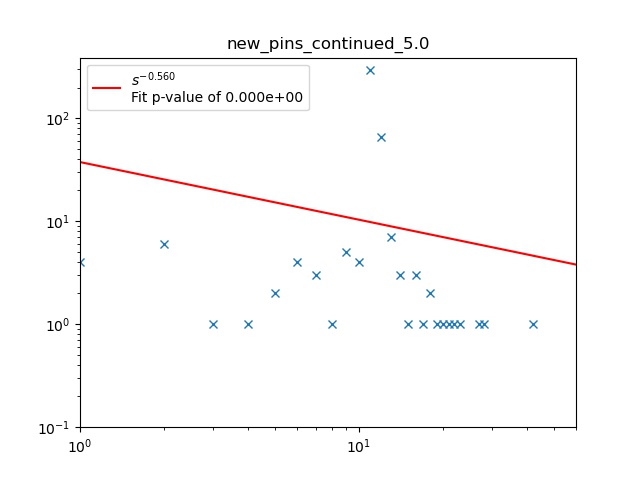 new_pins_continued_5.0
s^{-0.560}
Fit p-value of 0.000e+00
10^2
10^1
10^0
10^{-1}
10^0 10^1